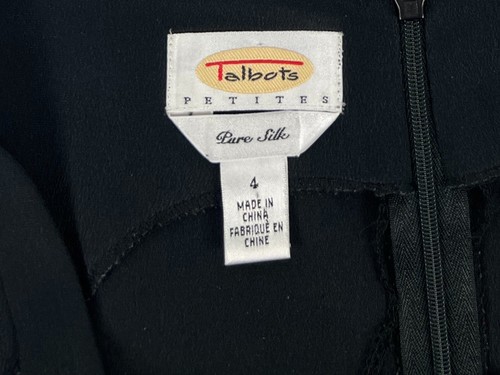 Talbots
PETITES
Pure Silk
4
MADE IN
CHINA
FABRIQUÉ EN
CHINE